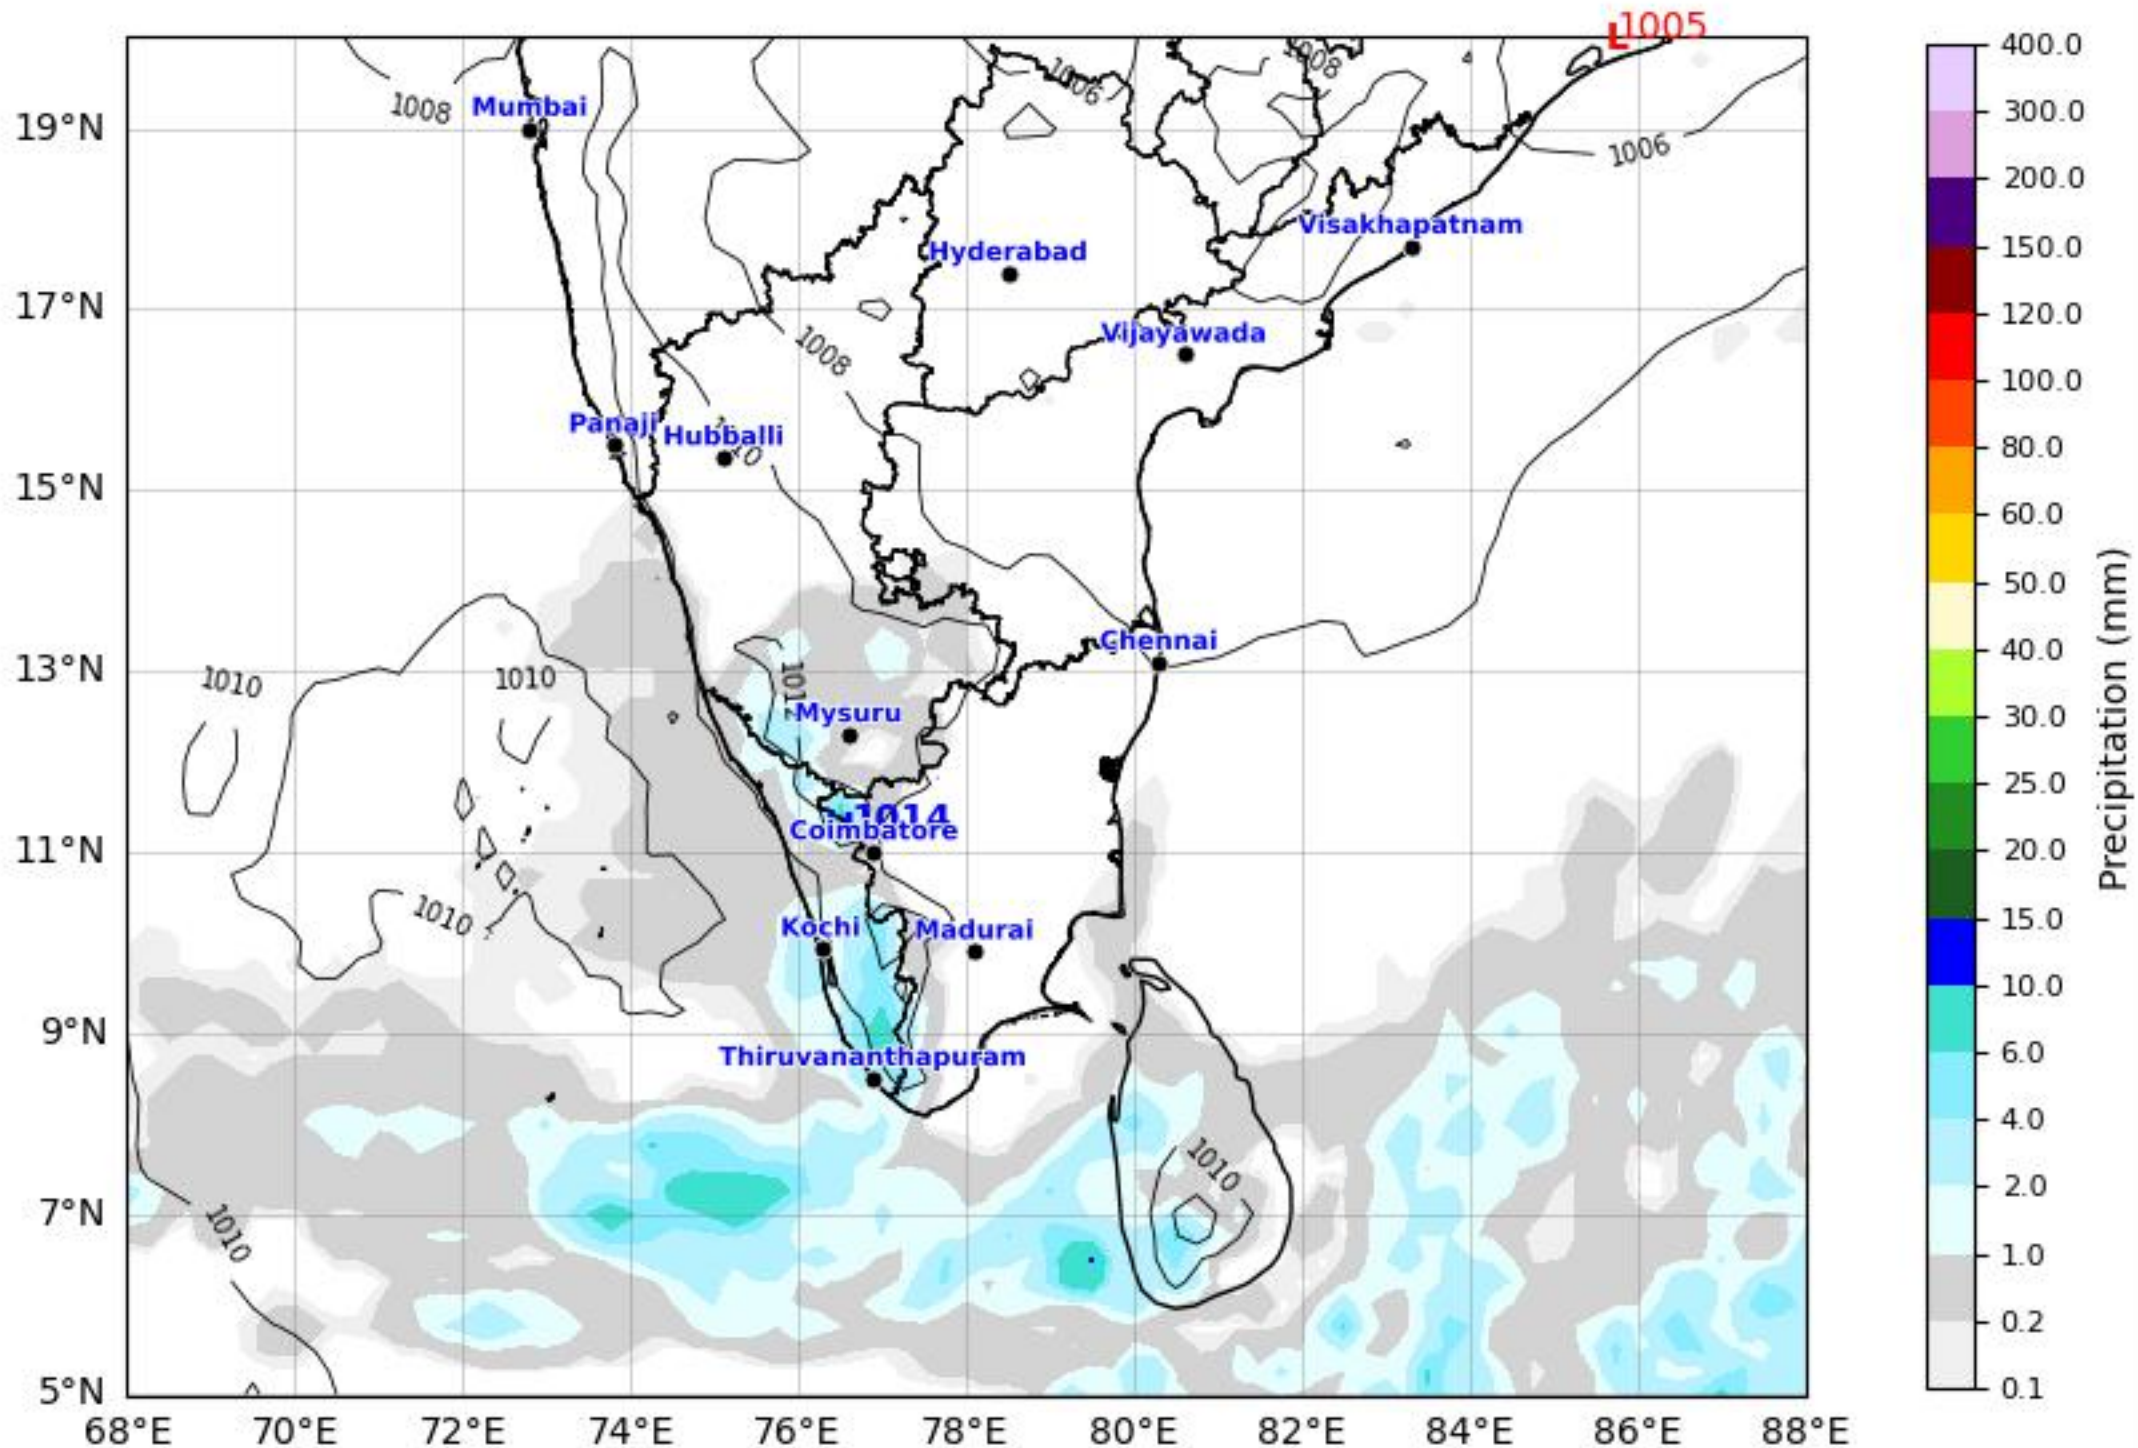 L1005
400.0
300.0
200.0
150.0
120.0
100.0
80.0
60.0
50.0
40.0
30.0
25.0
20.0
15.0
10.0
6.0
4.0
2.0
1.0
0.2
0.1
Precipitation (mm)
19°N
17°N
15°N
13°N
11°N
9°N
7°N
5°N
68°E
70°E
72°E
74°E
76°E
78°E
80°E
82°E
84°E
86°E
88°E
1008
Mumbai
1006
1008
1006
Visakhapatnam
Hyderabad
Vijayawada
1008
Panaji
Hubballi
Chennai
1010
1010
Mysuru
1014
Coimbatore
1010
Kochi
Madurai
Thiruvananthapuram
1010
1010